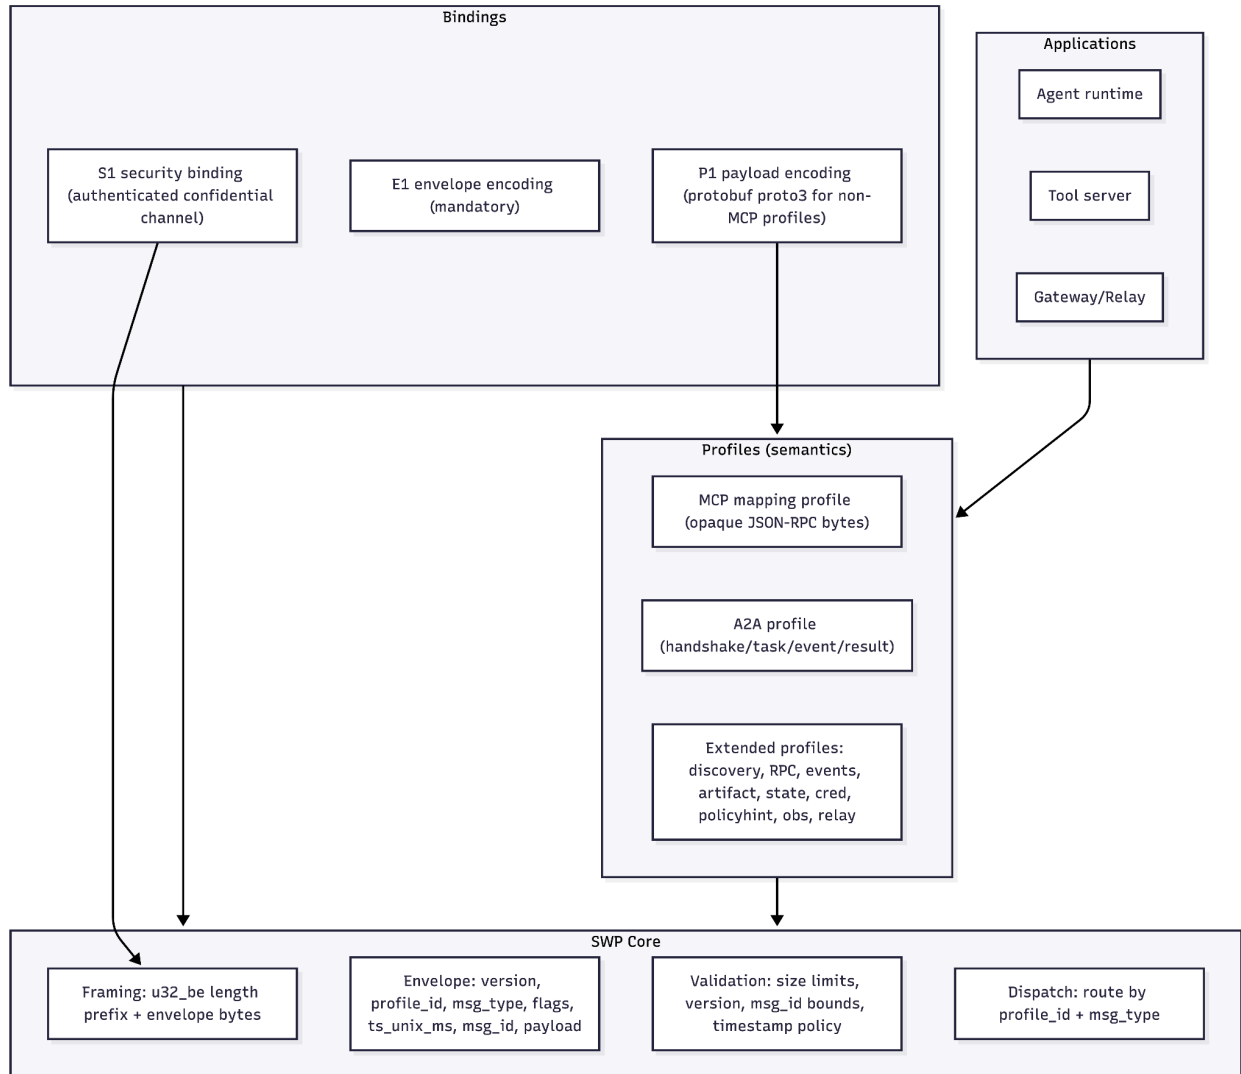 Bindings
S1 security binding
(authenticated confidential
channel)
E1 envelope encoding
(mandatory)
P1 payload encoding
(protobuf proto3 for non-
MCP profiles)
Applications
Agent runtime
Tool server
Gateway/Relay
Profiles (semantics)
MCP mapping profile
(opaque JSON-RPC bytes)
A2A profile
(handshake/task/event/result)
Extended profiles:
discovery, RPC, events,
artifact, state, cred,
policyhint, obs, relay
SWP Core
Framing: u32_be length
prefix + envelope bytes
Envelope: version,
profile_id, msg_type, flags,
ts_unix_ms, msg_id, payload
Validation: size limits,
version, msg_id bounds,
timestamp policy
Dispatch: route by
profile_id + msg_type